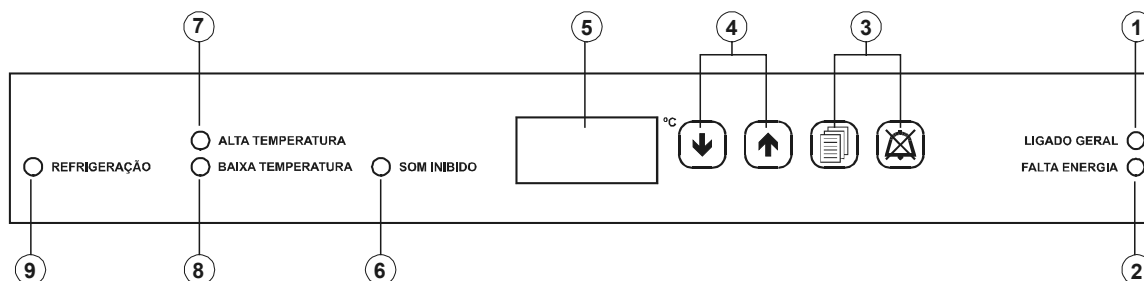 7
5
4
3
1
ºC
ALTA TEMPERATURA
LIGADO GERAL
REFRIGERAÇÃO
BAIXA TEMPERATURA
SOM INIBIDO
FALTA ENERGIA
9
8
6
2